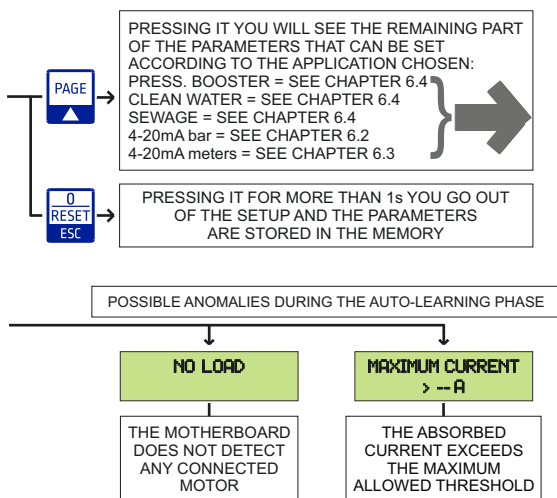 PRESSING IT YOU WILL SEE THE REMAINING PART
OF THE PARAMETERS THAT CAN BE SET
ACCORDING TO THE APPLICATION CHOSEN:
PRESS. BOOSTER = SEE CHAPTER 6.4
CLEAN WATER = SEE CHAPTER 6.4
SEWAGE = SEE CHAPTER 6.4
4-20mA bar = SEE CHAPTER 6.2
4-20mA meters = SEE CHAPTER 6.3
PAGE
0
RESET
ESC
PRESSING IT FOR MORE THAN 1s YOU GO OUT
OF THE SETUP AND THE PARAMETERS
ARE STORED IN THE MEMORY
POSSIBLE ANOMALIES DURING THE AUTO-LEARNING PHASE
NO LOAD
THE MOTHERBOARD
DOES NOT DETECT
ANY CONNECTED
MOTOR
MAXIMUM CURRENT
> -- A
THE ABSORBED
CURRENT EXCEEDS
THE MAXIMUM
ALLOWED THRESHOLD